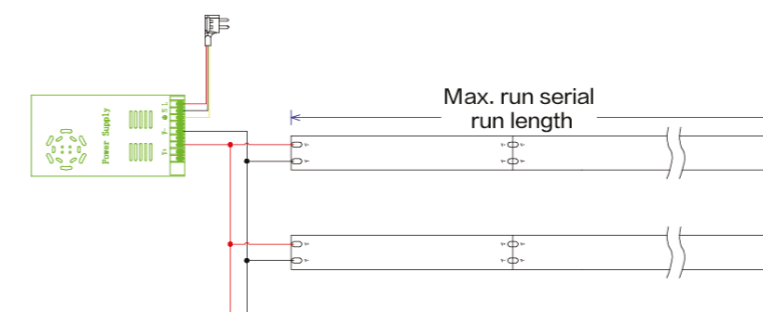 Max. run serial
run length
Power Supply
L
N
V-
V+
V+
V-
V+
V+
V-
V-
V+
V-
V+
V+
V-
V-